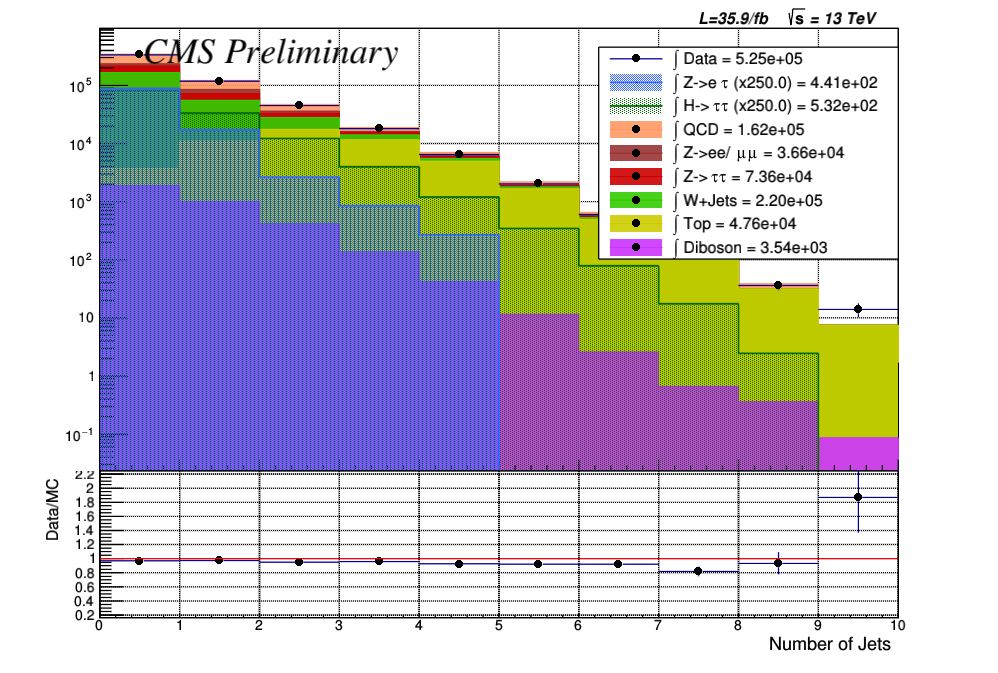 L=35.9/fb √s = 13 TeV
CMS Preliminary
∫ Data = 5.25e+05
∫ Z->e τ (x250.0) = 4.41e+02
∫ H-> ττ (x250.0) = 5.32e+02
∫ QCD = 1.62e+05
∫ Z->ee/ μμ = 3.66e+04
∫ Z-> ττ = 7.36e+04
∫ W+Jets = 2.20e+05
∫ Top = 4.76e+04
∫ Diboson = 3.54e+03
10⁵
10⁴
10³
10²
10
1
10⁻¹
Data/MC
2.2
2
1.8
1.6
1.4
1.2
1
0.8
0.6
0.4
0.2
0 1 2 3 4 5 6 7 8 9 10
Number of Jets